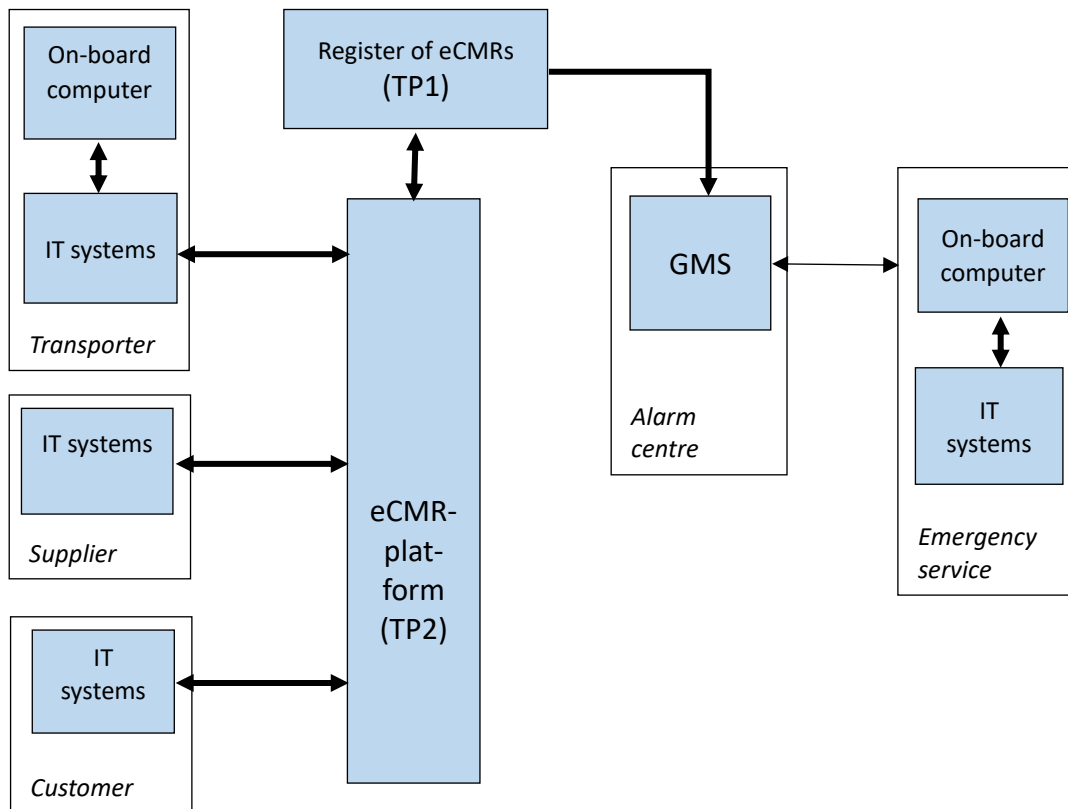 On-board
computer
IT systems
Transporter
Register of eCMRs
(TP1)
GMS
Alarm
centre
On-board
computer
IT
systems
Emergency
service
IT systems
Supplier
eCMR-
plat-
form
(TP2)
IT
systems
Customer